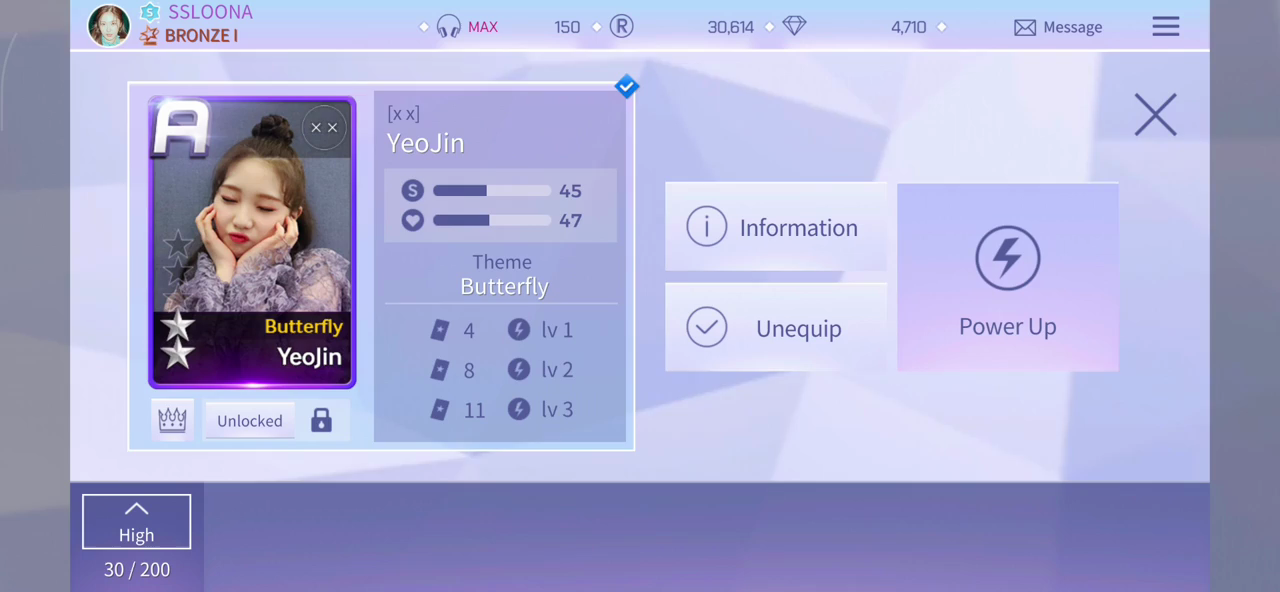 S SSLOONA
BRONZE I
MAX
150
R
30,614
4,710
Message
A
x x
Butterfly
YeoJin
Unlocked
[x x]
YeoJin
S 45
47
Theme
Butterfly
4 lv 1
8 lv 2
11 lv 3
i Information
Unequip
Power Up
High
30 / 200